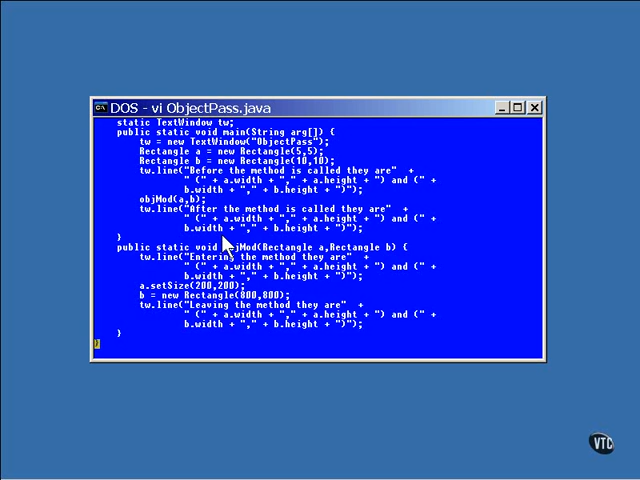 DOS - vi ObjectPass.java
static TextWindow tw;
public static void main(String arg[]) {
tw = new TextWindow("ObjectPass");
Rectangle a = new Rectangle(5,5);
Rectangle b = new Rectangle(10,10);
tw.line("Before the method is called they are" +
" (" + a.width + "," + a.height + ") and (" +
b.width + "," + b.height + ")");
objMod(a,b);
tw.line("After the method is called they are" +
" (" + a.width + "," + a.height + ") and (" +
b.width + "," + b.height + ")");
}
public static void objMod(Rectangle a,Rectangle b) {
tw.line("Entering the method they are" +
" (" + a.width + "," + a.height + ") and (" +
b.width + "," + b.height + ")");
a.setSize(200,200);
b = new Rectangle(800,800);
tw.line("Leaving the method they are" +
" (" + a.width + "," + a.height + ") and (" +
b.width + "," + b.height + ")");
}
}
VTC